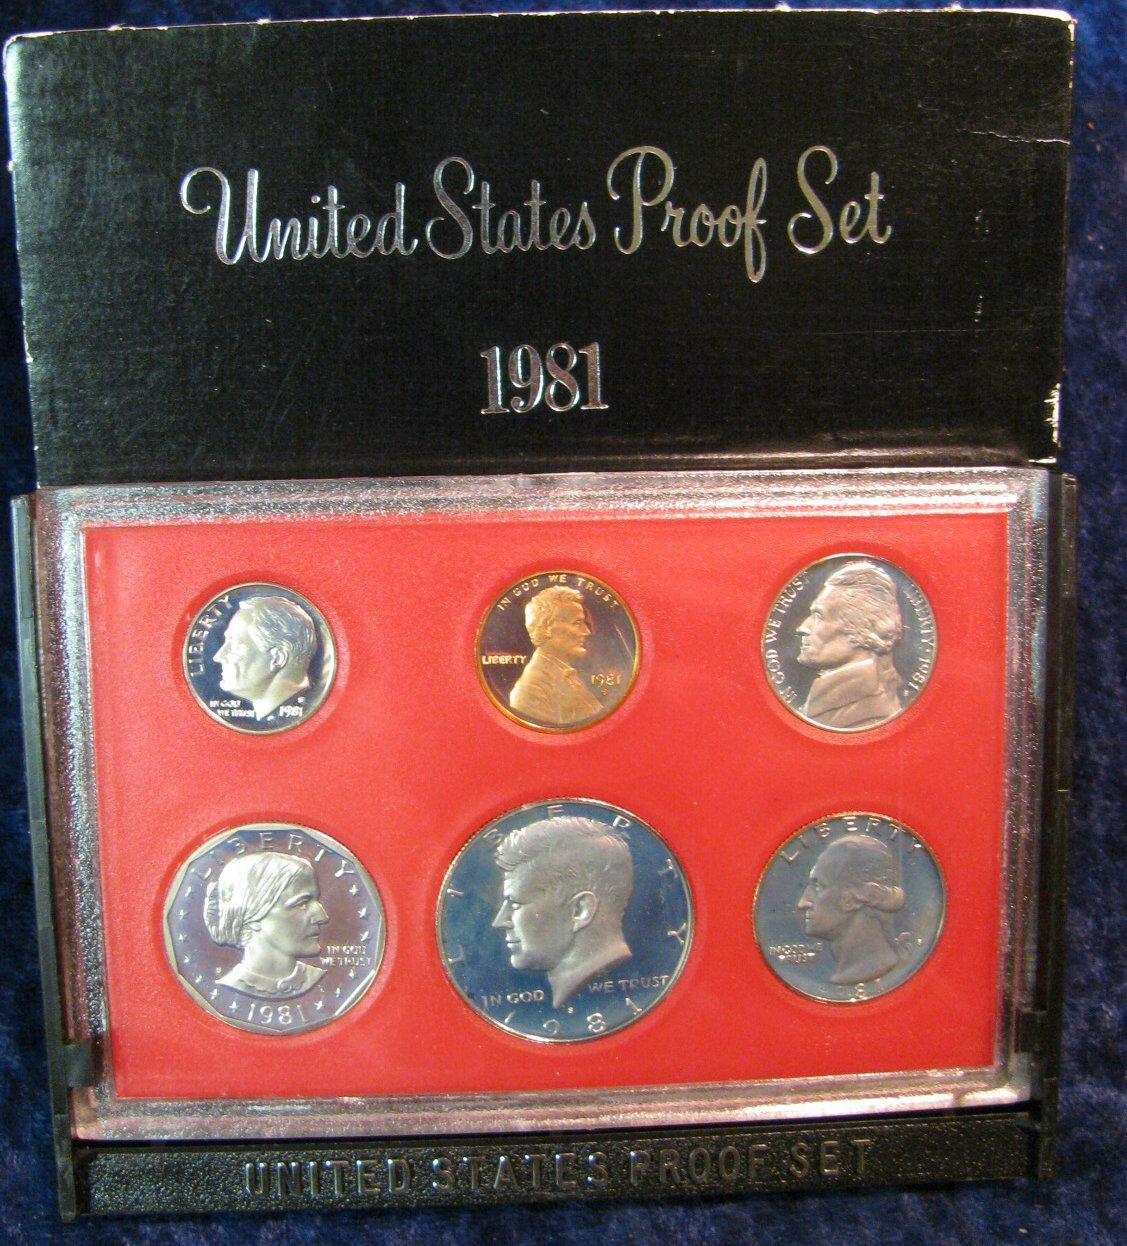 United States Proof Set
1981
LIBERTY
IN GOD
WE TRUST
1981
IN GOD WE TRUST
LIBERTY
1981
S
IN GOD WE TRUST
LIBERTY • 1981
LIBERTY
IN GOD
WE TRUST
1981
LIBERTY
IN GOD WE TRUST
S
1981
LIBERTY
IN GOD WE
TRUST
UNITED STATES PROOF SET